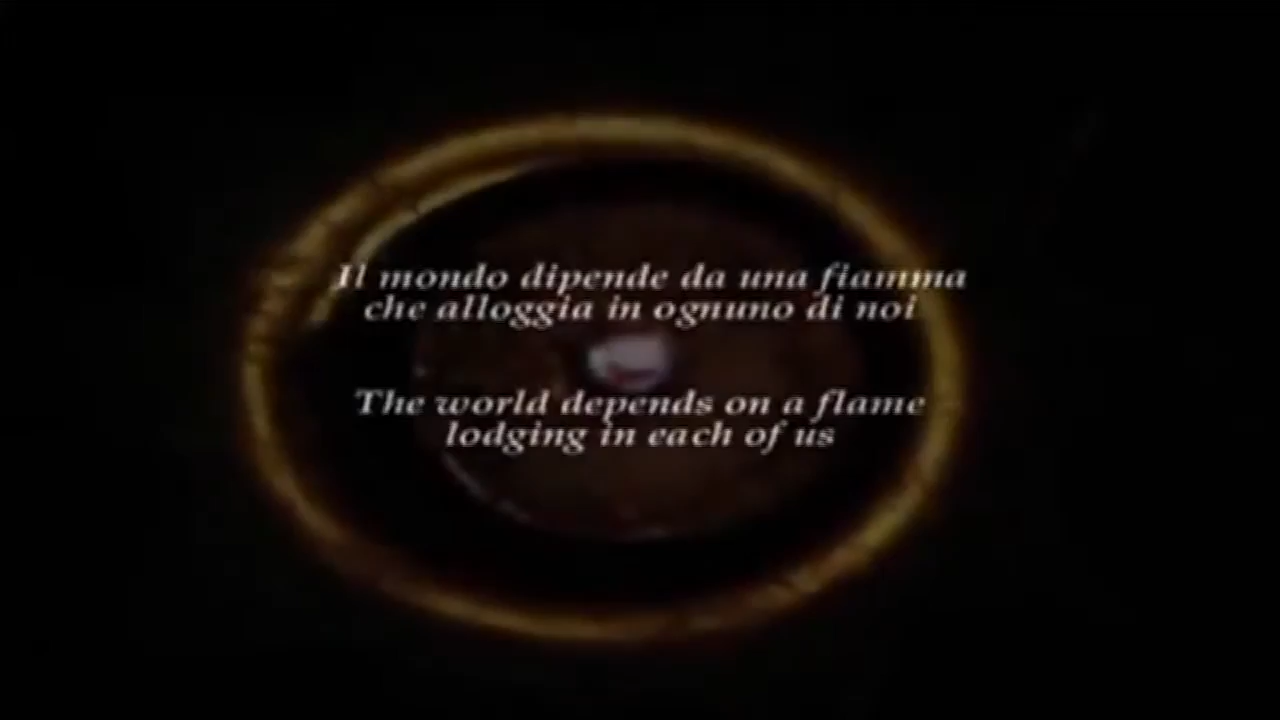 Il mondo dipende da una fiamma
che alloggia in ognuno di noi
The world depends on a flame
lodging in each of us